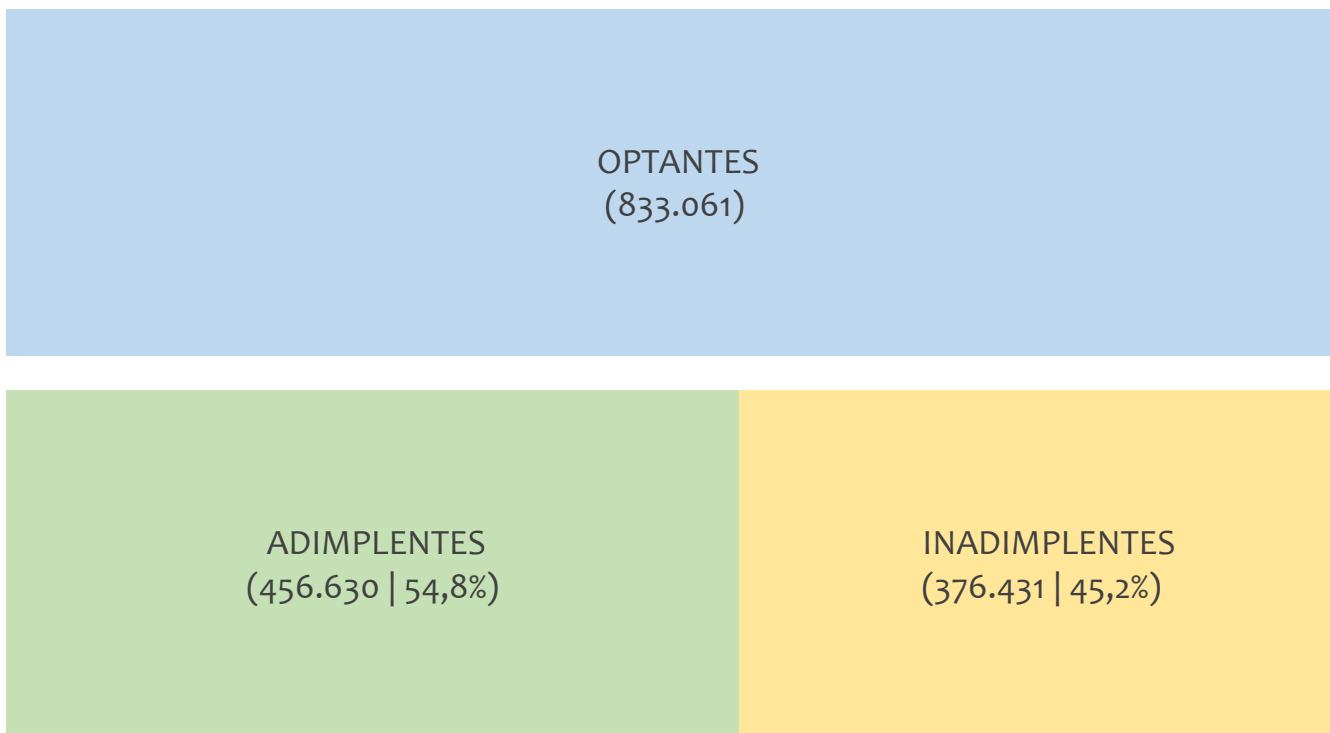 OPTANTES
(833.061)
ADIMPLENTES
(456.630 | 54,8%)
INADIMPLENTES
(376.431 | 45,2%)